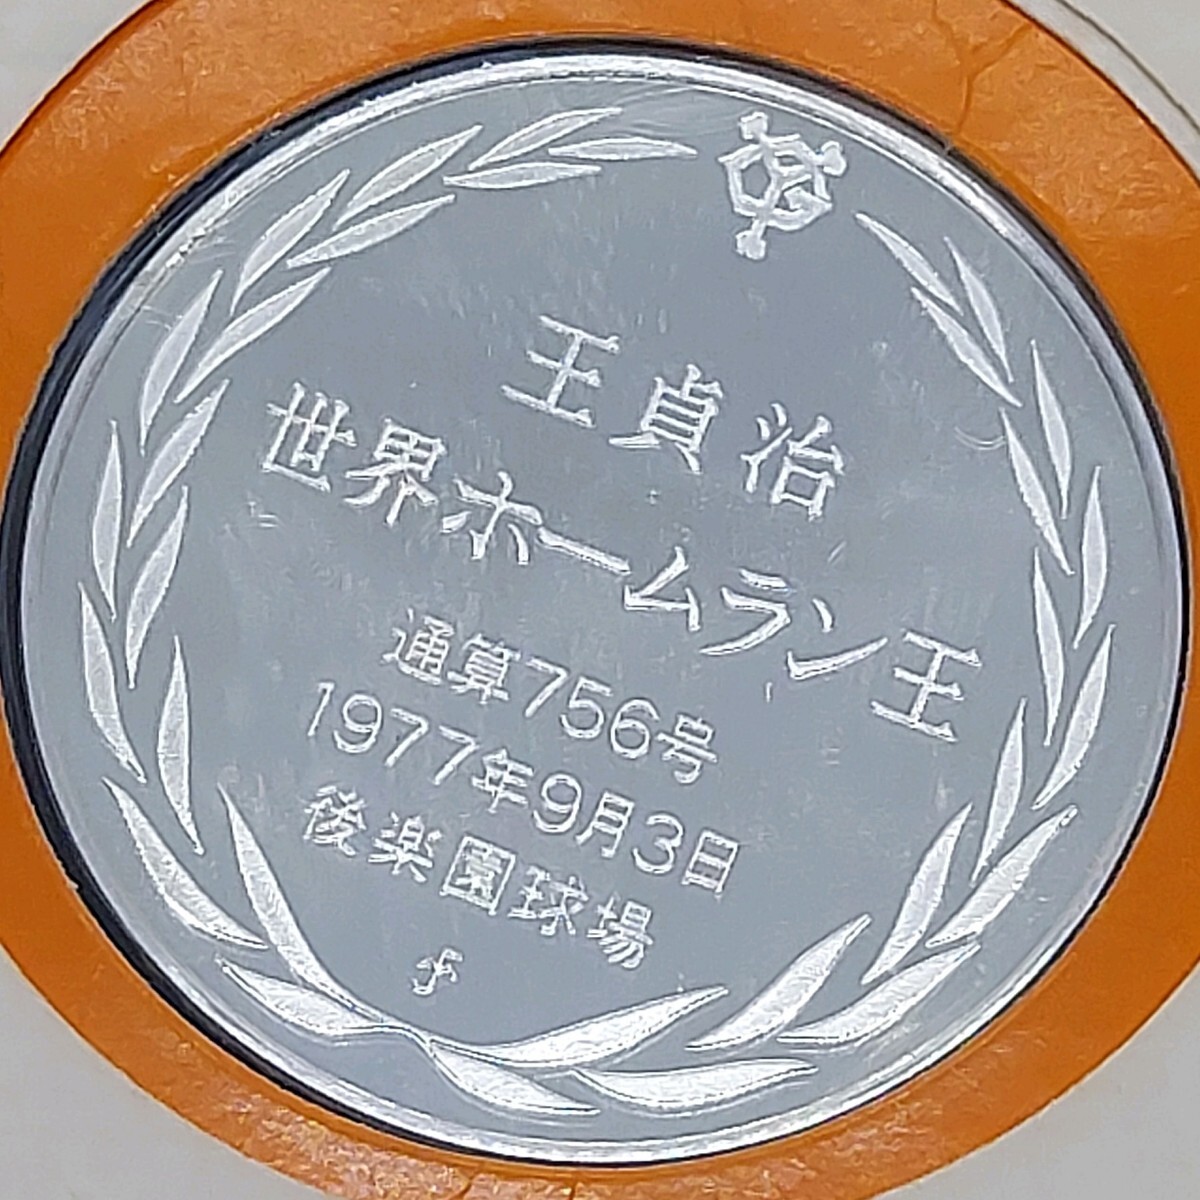 王貞治
世界ホームラン王
通算756号
1977年9月3日
後楽園球場